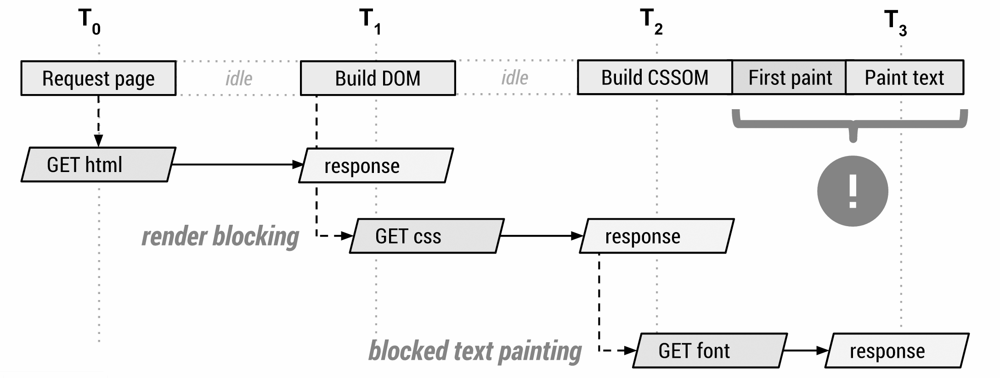 T0 T1 T2 T3
Request page idle Build DOM idle Build CSSOM First paint Paint text
GET html response
!
render blocking GET css response
blocked text painting GET font response